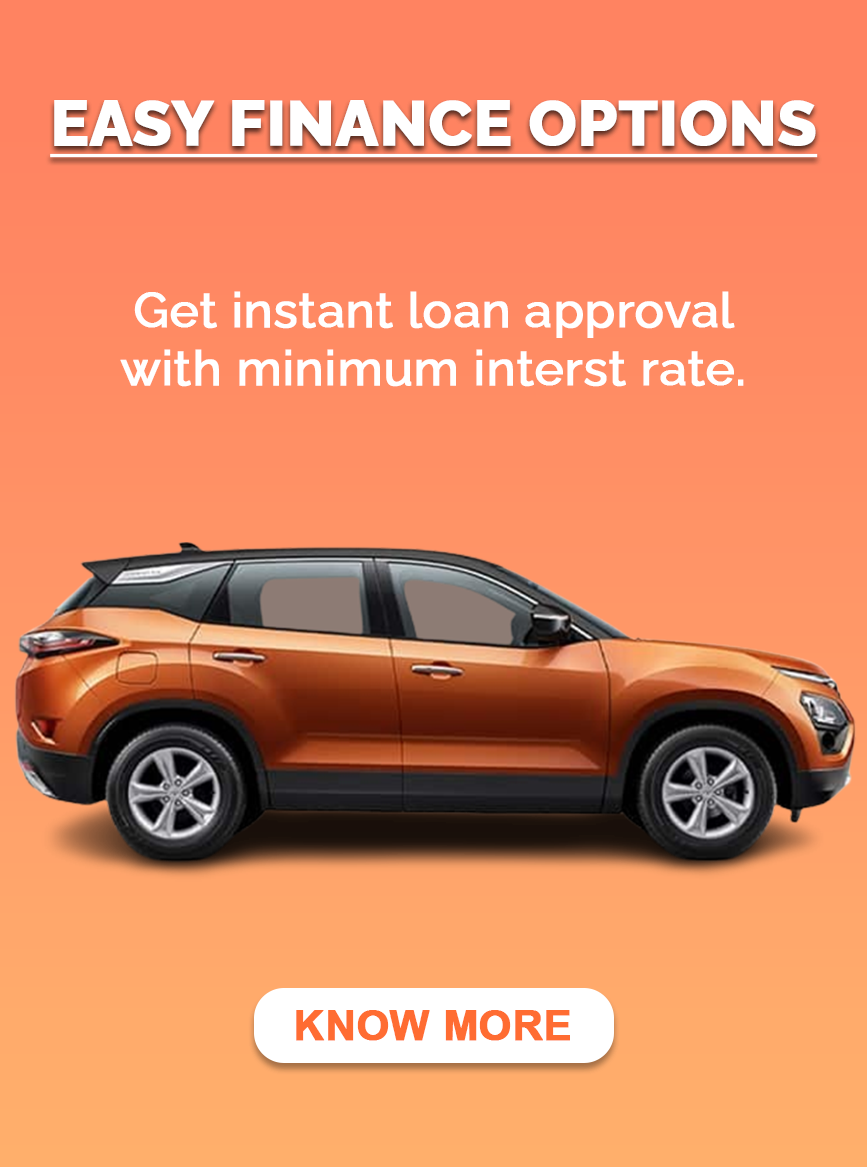 EASY FINANCE OPTIONS
Get instant loan approval
with minimum interst rate.
KNOW MORE